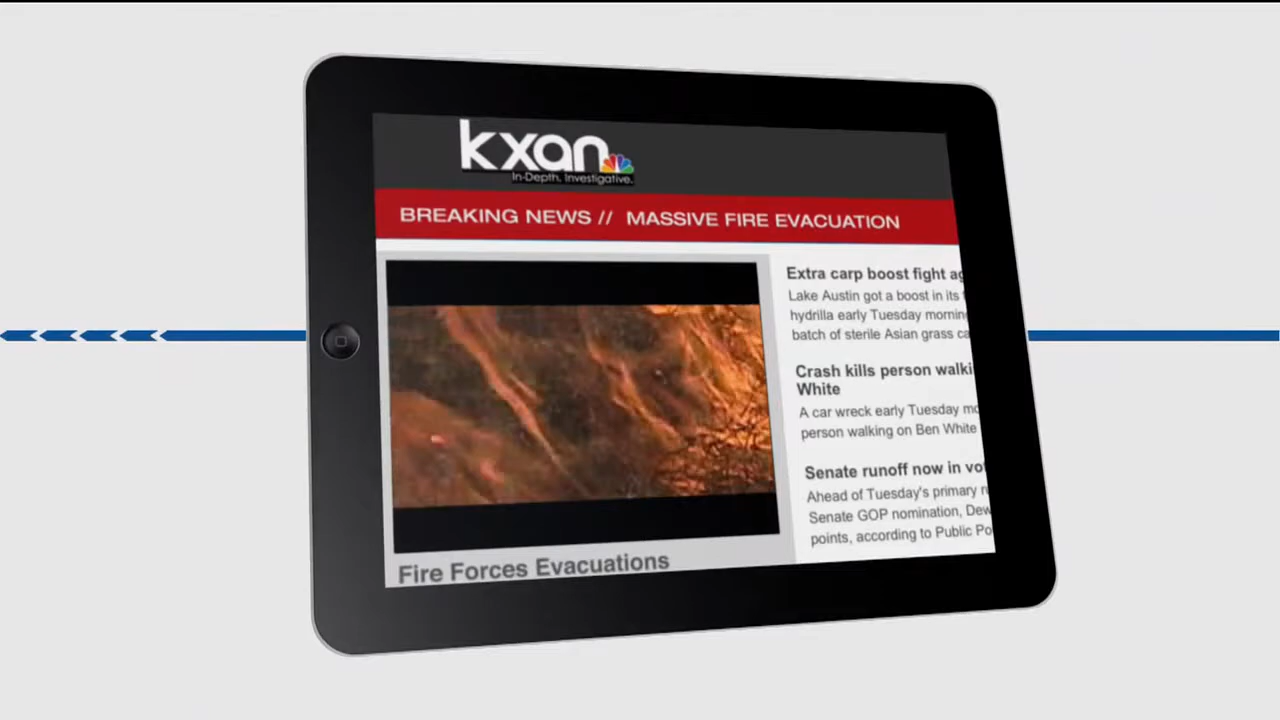 kxan
In-Depth. Investigative.
BREAKING NEWS // MASSIVE FIRE EVACUATION
Extra carp boost fight
Lake Austin got a boost in its
hydrilla early Tuesday
batch of sterile Asian grass
Crash kills person
White
A car wreck early Tuesday
person walking on Ben White
Senate runoff now in
Ahead of Tuesday's primary
Senate GOP nomination,
points, according to Public
Fire Forces Evacuations